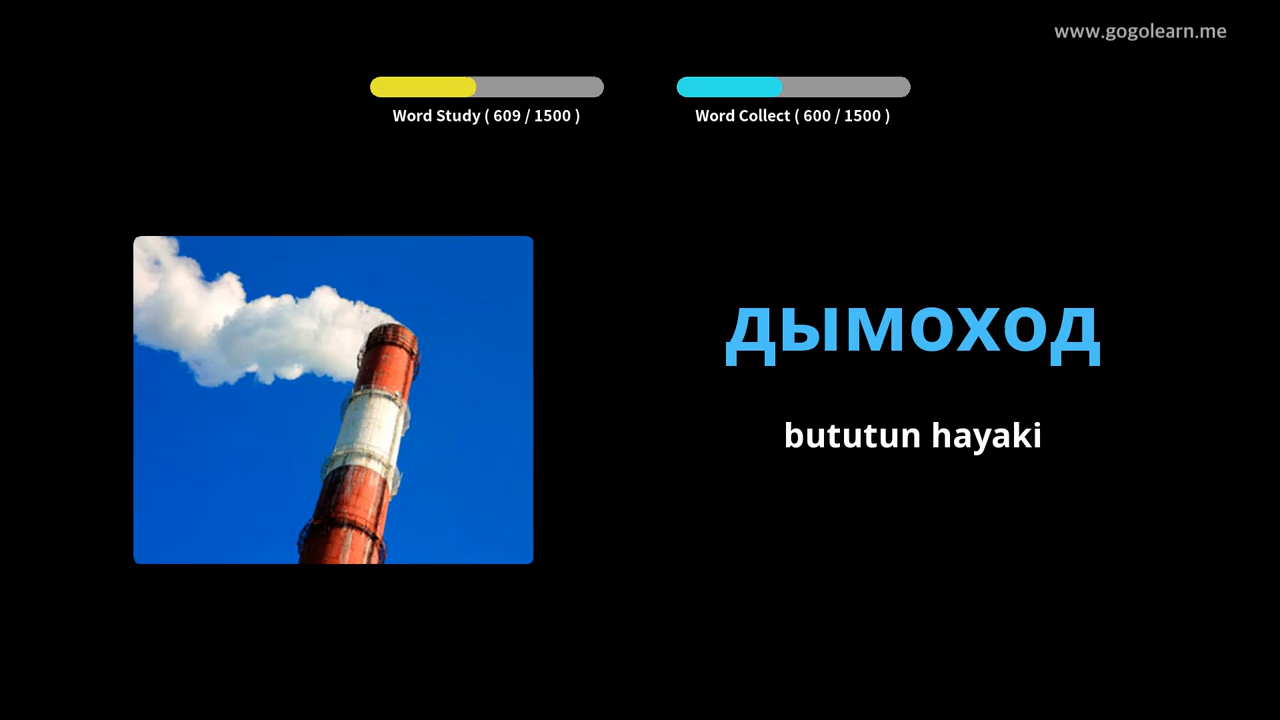 www.gogolearn.me
Word Study ( 609 / 1500 )
Word Collect ( 600 / 1500 )
дымоход
bututun hayaki